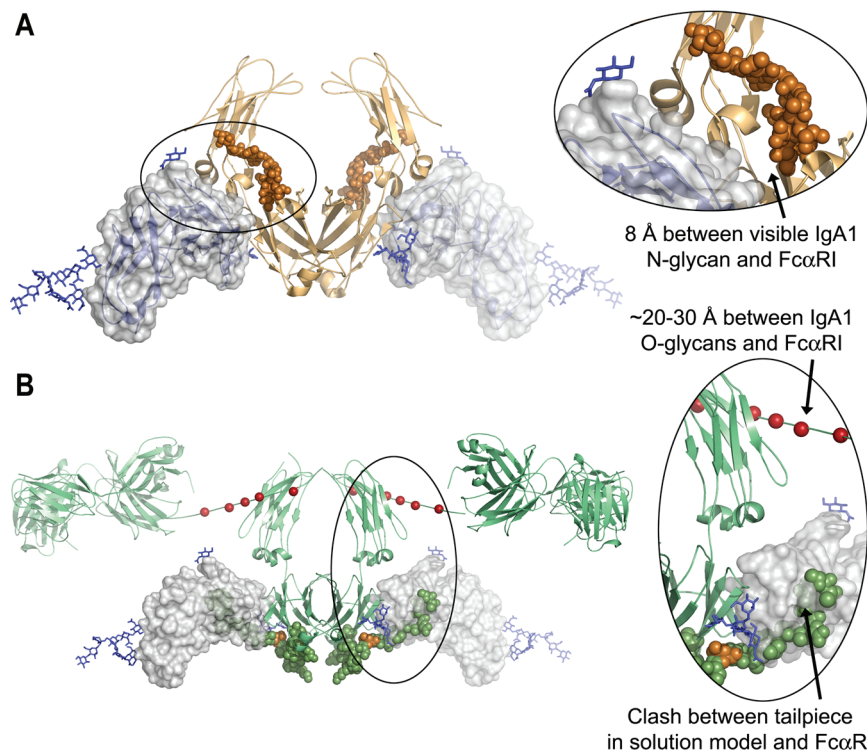 A
8 Å between visible IgA1
N-glycan and FcαRI
~20-30 Å between IgA1
O-glycans and FcαRI
B
Clash between tailpiece
in solution model and FcαR